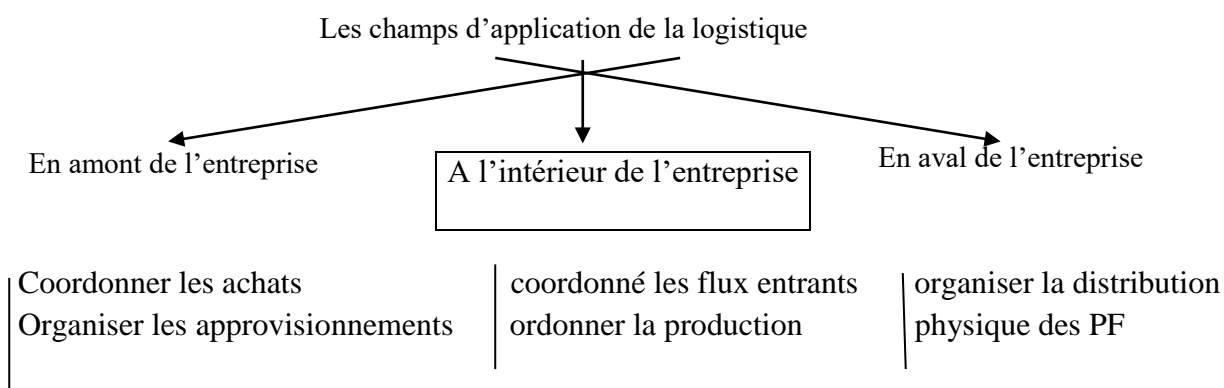 Les champs d’application de la logistique
En amont de l’entreprise
A l’intérieur de l’entreprise
En aval de l’entreprise
Coordonner les achats
Organiser les approvisionnements
coordonné les flux entrants
ordonner la production
organiser la distribution
physique des PF